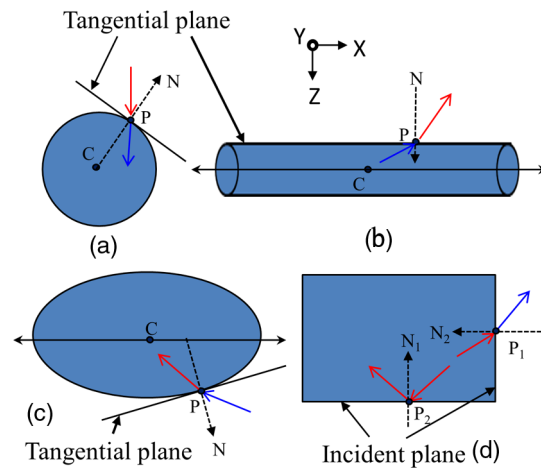 Tangential plane
Y
X
Z
N
P
C
(a)
N
P
C
(b)
C
P
N
(c)
Tangential plane
N₂
P₁
N₁
P₂
Incident plane
(d)